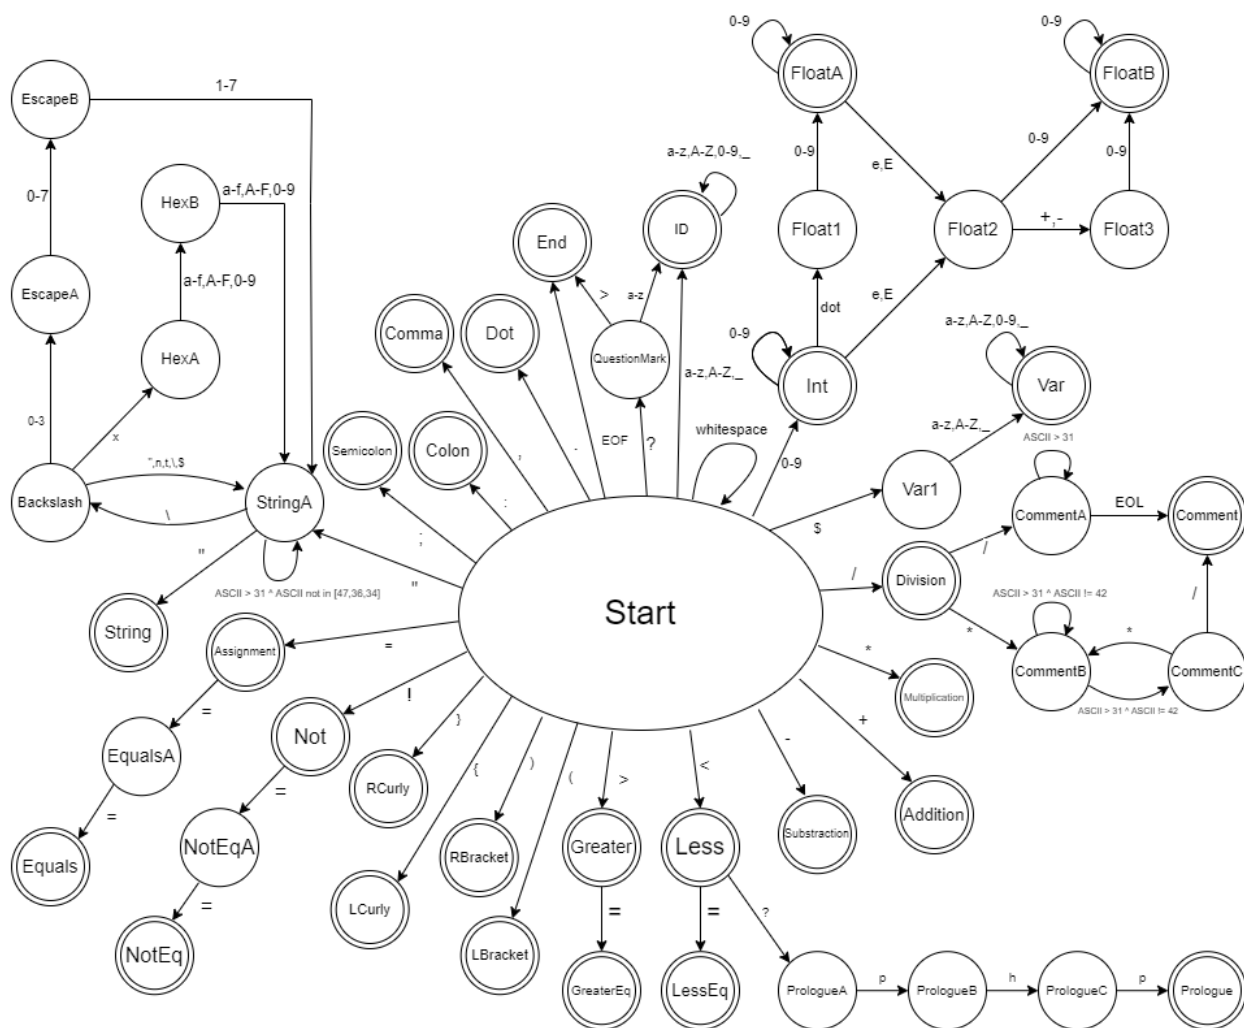 0-9
0-9
FloatA
FloatB
EscapeB
1-7
0-9
e,E
0-9
0-9
a-z,A-Z,0-9,_
0-7
HexB
a-f,A-F,0-9
End
ID
Float1
Float2
+,-
Float3
a-f,A-F,0-9
EscapeA
>
a-z
dot
e,E
Comma
Dot
QuestionMark
0-9
a-z,A-Z,0-9,_
HexA
a-z,A-Z,_
Int
Var
0-3
x
whitespace
a-z,A-Z,_
ASCII > 31
Semicolon
Colon
,
.
EOF
?
0-9
",n,t,\,$
Backslash
StringA
Var1
CommentA
EOL
Comment
\
:
;
$
"
"
/
/
Division
ASCII > 31 ^ ASCII not in [47,36,34]
ASCII > 31 ^ ASCII != 42
/
Start
String
Assignment
=
*
*
*
CommentB
CommentC
Multiplication
ASCII > 31 ^ ASCII != 42
=
!
}
+
Not
EqualsA
-
{
)
(
>
<
RCurly
=
=
Addition
Substraction
NotEqA
Greater
Less
Equals
RBracket
=
LCurly
=
=
?
NotEq
LBracket
GreaterEq
LessEq
PrologueA
p
PrologueB
h
PrologueC
p
Prologue